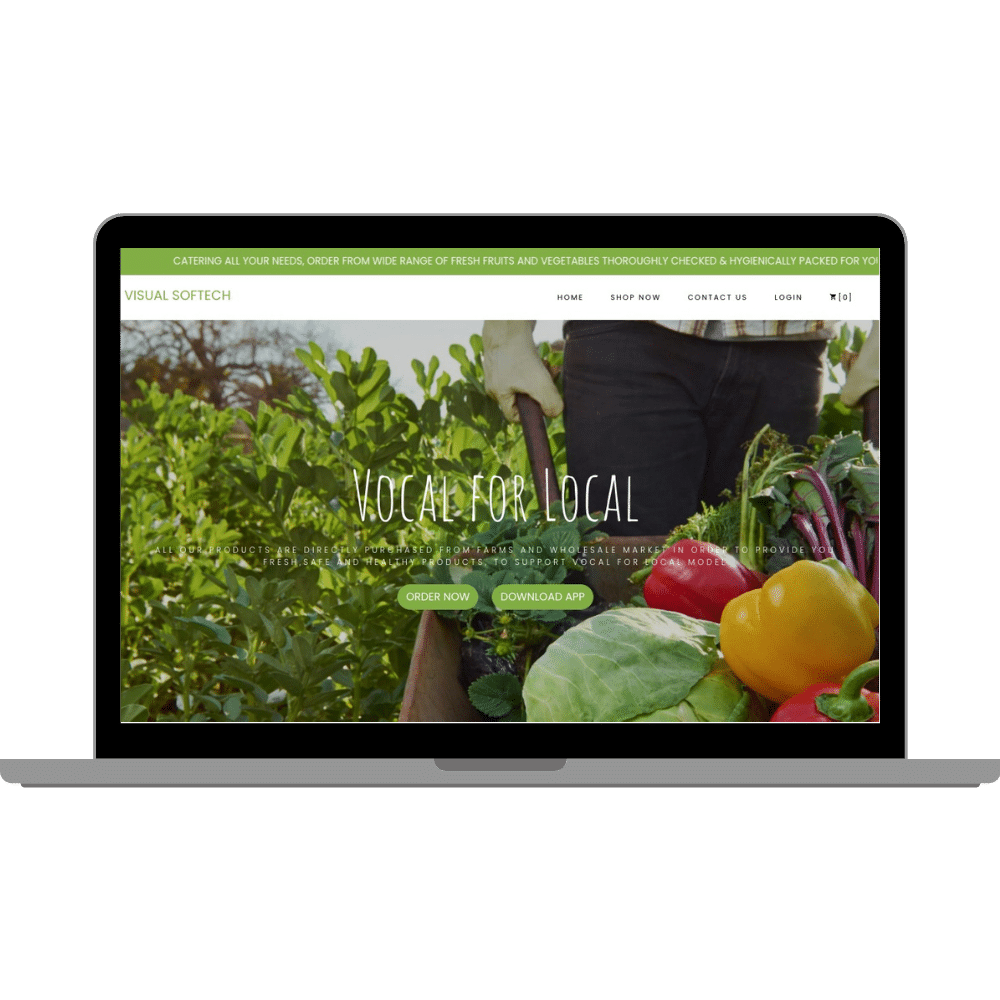 CATERING ALL YOUR NEEDS, ORDER FROM WIDE RANGE OF FRESH FRUITS AND VEGETABLES THOROUGHLY CHECKED & HYGIENICALLY PACKED FOR YOU
VISUAL SOFTECH
HOME SHOP NOW CONTACT US LOGIN [0]
VOCAL FOR LOCAL
ALL OUR PRODUCTS ARE DIRECTLY PURCHASED FROM FARMS AND WHOLESALE MARKET IN ORDER TO PROVIDE YOU
FRESH,SAFE AND HEALTHY PRODUCTS, TO SUPPORT VOCAL FOR LOCAL MODEL
ORDER NOW DOWNLOAD APP